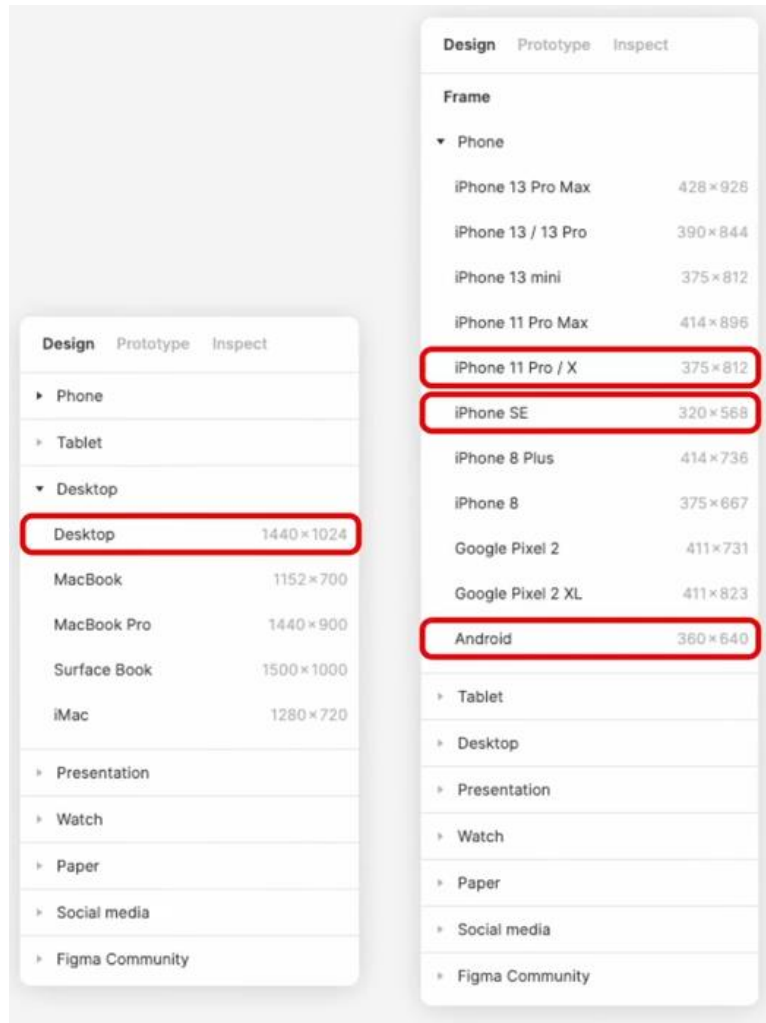 Design Prototype Inspect
Phone
Tablet
Desktop
Desktop 1440×1024
MacBook 1152×700
MacBook Pro 1440×900
Surface Book 1500×1000
iMac 1280×720
Presentation
Watch
Paper
Social media
Figma Community
Design Prototype Inspect
Frame
Phone
iPhone 13 Pro Max 428×926
iPhone 13 / 13 Pro 390×844
iPhone 13 mini 375×812
iPhone 11 Pro Max 414×896
iPhone 11 Pro / X 375×812
iPhone SE 320×568
iPhone 8 Plus 414×736
iPhone 8 375×667
Google Pixel 2 411×731
Google Pixel 2 XL 411×823
Android 360×640
Tablet
Desktop
Presentation
Watch
Paper
Social media
Figma Community